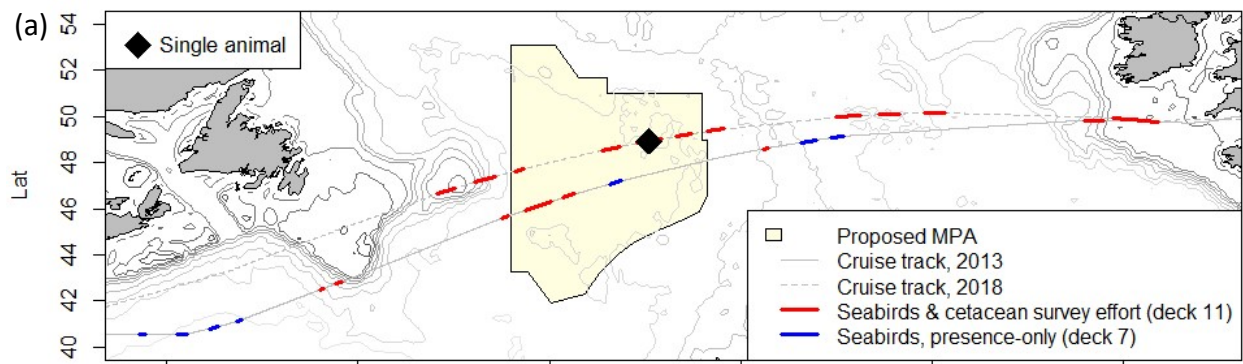 (a)
Single animal
Lat
54
52
50
48
46
44
42
40
Proposed MPA
Cruise track, 2013
Cruise track, 2018
Seabirds & cetacean survey effort (deck 11)
Seabirds, presence-only (deck 7)